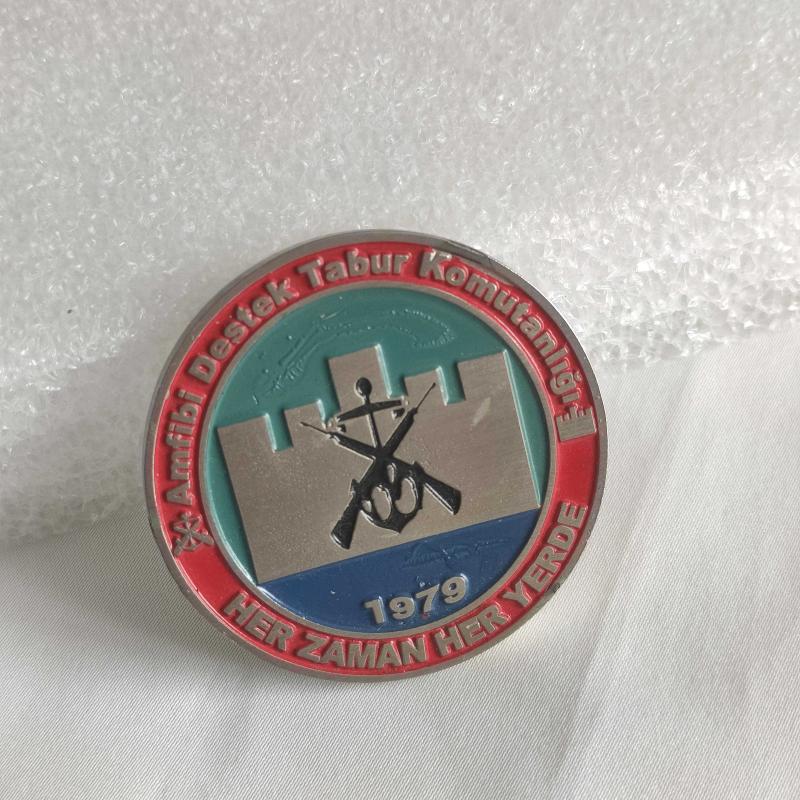 Amfibi Destek Tabur Komutanlığı
1979
HER ZAMAN HER YERDE